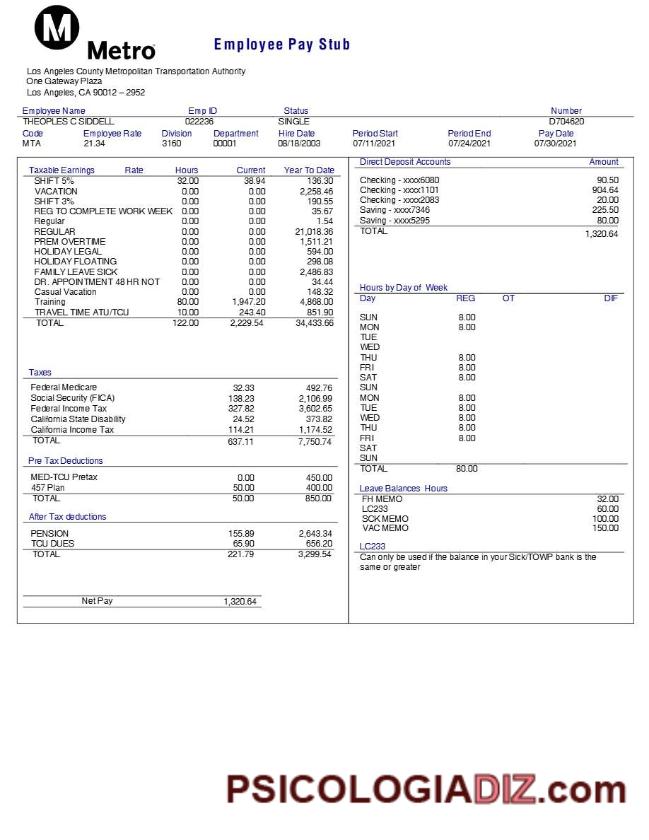 M
Metro
Employee Pay Stub
Los Angeles County Metropolitan Transportation Authority
One Gateway Plaza
Los Angeles, CA 90012 – 2952
Employee Name Emp ID Status Number
THEOPLES C SIDDELL 022236 SINGLE D704620
Code Employee Rate Division Department Hire Date Period Start Period End Pay Date
MTA 21.34 3160 00001 08/18/2003 07/11/2021 07/24/2021 07/30/2021
Taxable Earnings Rate Hours Current Year To Date
SHIFT 5% 32.00 38.94 136.30
VACATION 0.00 0.00 2,258.46
SHIFT 3% 0.00 0.00 190.55
REG TO COMPLETE WORK WEEK 0.00 0.00 35.67
Regular 0.00 0.00 1.54
REGULAR 0.00 0.00 21,018.36
PREM OVERTIME 0.00 0.00 1,511.21
HOLIDAY LEGAL 0.00 0.00 594.00
HOLIDAY FLOATING 0.00 0.00 298.08
FAMILY LEAVE SICK 0.00 0.00 2,486.83
DR. APPOINTMENT 48 HR NOT 0.00 0.00 34.44
Casual Vacation 0.00 0.00 148.32
Training 80.00 1,947.20 4,868.00
TRAVEL TIME ATU/TCU 10.00 243.40 851.90
TOTAL 122.00 2,229.54 34,433.66
Taxes
Federal Medicare 32.33 492.76
Social Security (FICA) 138.23 2,106.99
Federal Income Tax 327.82 3,602.65
California State Disability 24.52 373.82
California Income Tax 114.21 1,174.52
TOTAL 637.11 7,750.74
Pre Tax Deductions
MED-TCU Pretax 0.00 450.00
457 Plan 50.00 400.00
TOTAL 50.00 850.00
After Tax deductions
PENSION 155.89 2,643.34
TCU DUES 65.90 656.20
TOTAL 221.79 3,299.54
Net Pay 1,320.64
Direct Deposit Accounts Amount
Checking - xxxx6080 90.50
Checking - xxxx1101 904.64
Checking - xxxx2083 20.00
Saving - xxxx7346 225.50
Saving - xxxx5295 80.00
TOTAL 1,320.64
Hours by Day of Week
Day REG OT DIF
SUN 8.00
MON 8.00
TUE
WED
THU 8.00
FRI 8.00
SAT 8.00
SUN
MON 8.00
TUE 8.00
WED 8.00
THU 8.00
FRI 8.00
SAT
SUN
TOTAL 80.00
Leave Balances Hours
FH MEMO 32.00
LC233 60.00
SCK MEMO 100.00
VAC MEMO 150.00
LC233
Can only be used if the balance in your Sick/TOWP bank is the
same or greater
PSICOLOGIADIZ.com